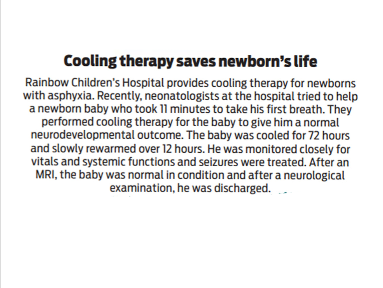 Cooling therapy saves newborn's life
Rainbow Children's Hospital provides cooling therapy for newborns
with asphyxia. Recently, neonatologists at the hospital tried to help
a newborn baby who took 11 minutes to take his first breath. They
performed cooling therapy for the baby to give him a normal
neurodevelopmental outcome. The baby was cooled for 72 hours
and slowly rewarmed over 12 hours. He was monitored closely for
vitals and systemic functions and seizures were treated. After an
MRI, the baby was normal in condition and after a neurological
examination, he was discharged.